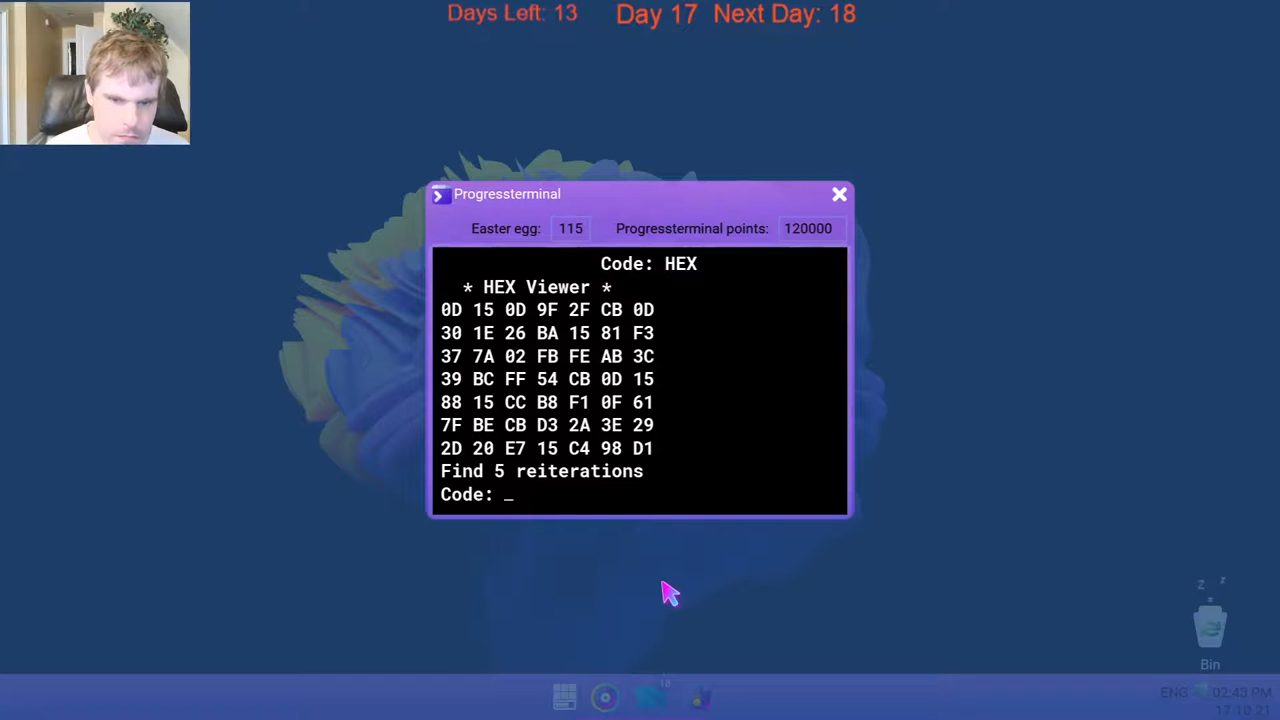 Days Left: 13 Day 17 Next Day: 18
Progressterminal
Easter egg: 115 Progressterminal points: 120000
Code: HEX
* HEX Viewer *
0D 15 0D 9F 2F CB 0D
30 1E 26 BA 15 81 F3
37 7A 02 FB FE AB 3C
39 BC FF 54 CB 0D 15
88 15 CC B8 F1 0F 61
7F BE CB D3 2A 3E 29
2D 20 E7 15 C4 98 D1
Find 5 reiterations
Code: _
Z z
Bin
10
ENG 02:43 PM
17.10.21